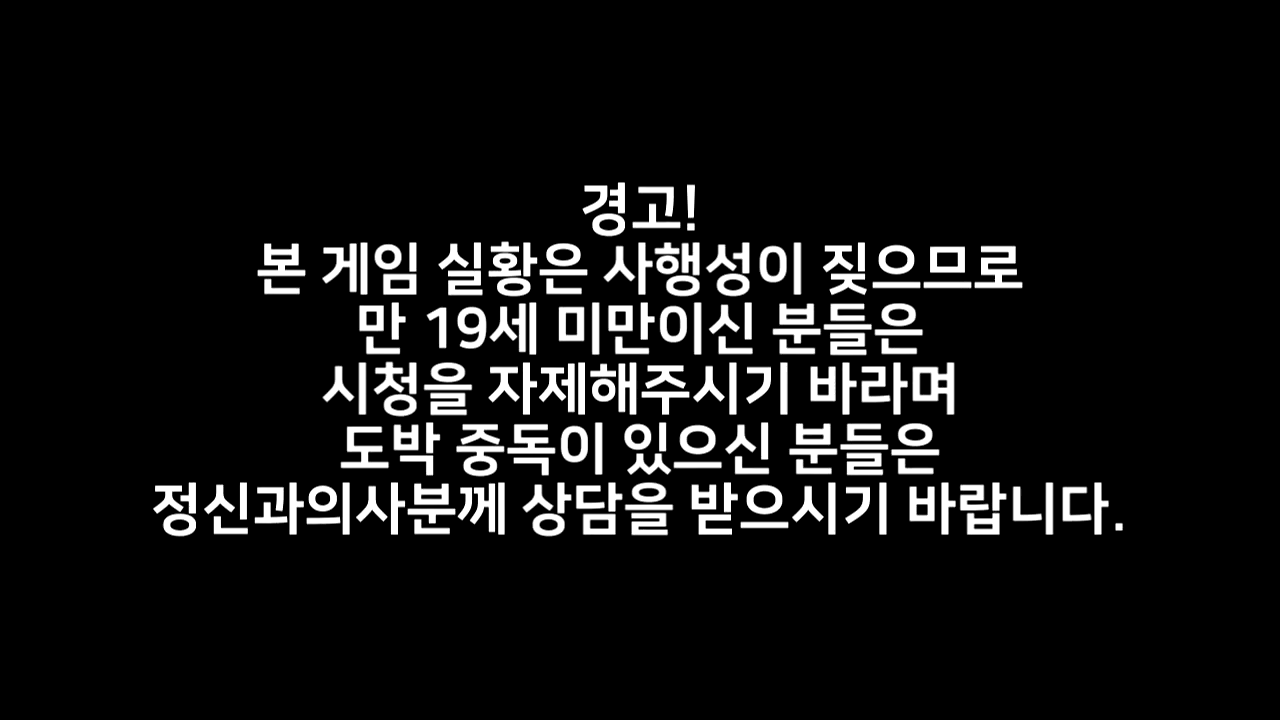 경고!
본 게임 실황은 사행성이 짖으므로
만 19세 미만이신 분들은
시청을 자제해주시기 바라며
도박 중독이 있으신 분들은
정신과의사분께 상담을 받으시기 바랍니다.